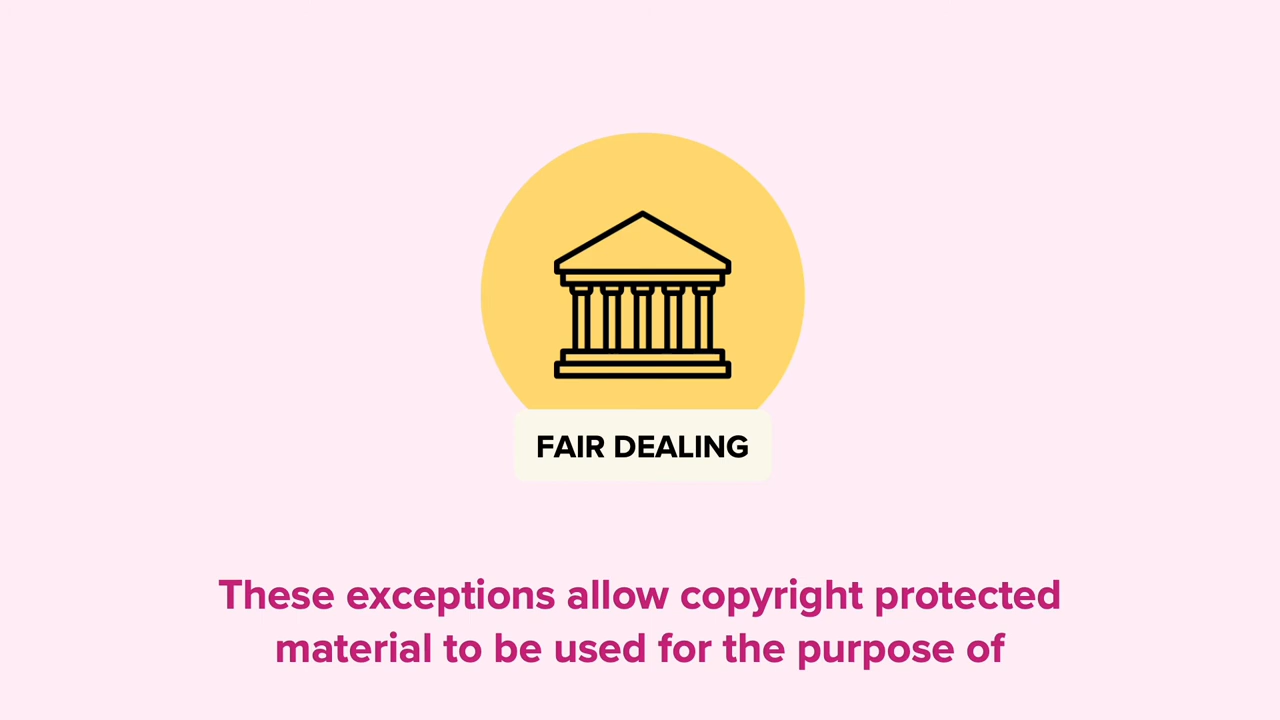 FAIR DEALING
These exceptions allow copyright protected
material to be used for the purpose of